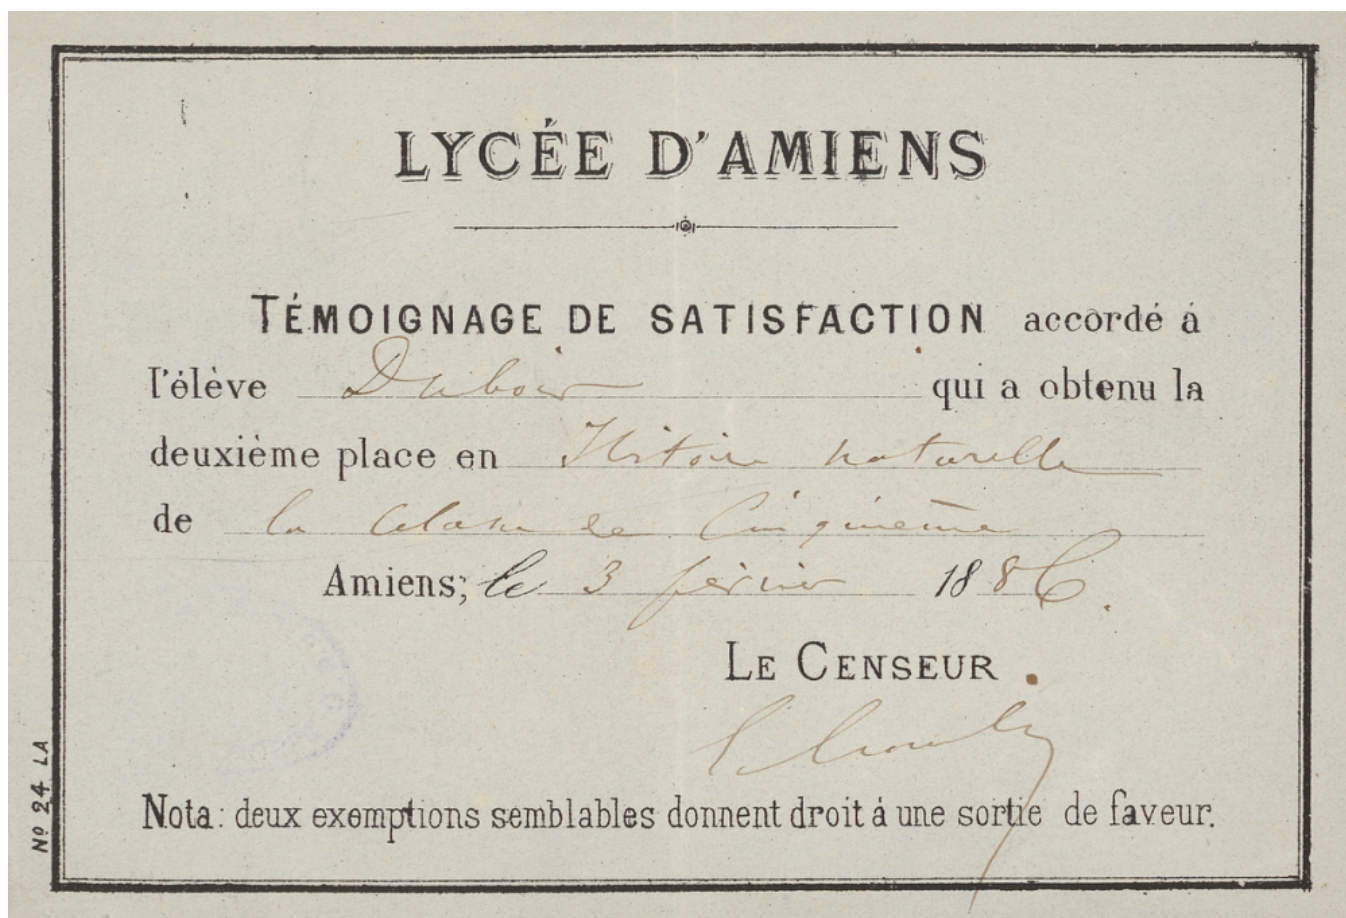 LYCÉE D'AMIENS
TÉMOIGNAGE DE SATISFACTION accordé à
l'élève Dubois qui a obtenu la
deuxième place en Histoire naturelle
de la Classe de Cinquième
Amiens; le 3 février 1886.
LE CENSEUR.
Nota: deux exemptions semblables donnent droit à une sortie de faveur.
Nº 24 LA